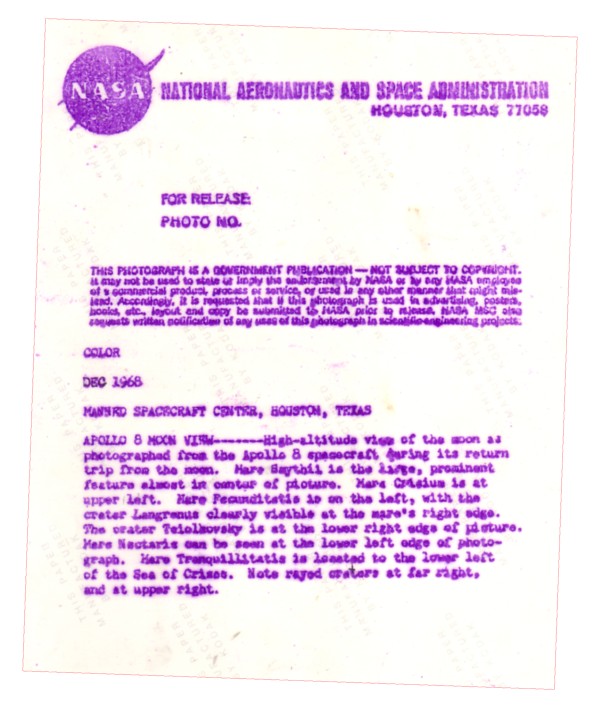 NASA
NATIONAL AERONAUTICS AND SPACE ADMINISTRATION
HOUSTON, TEXAS 77058
FOR RELEASE:
PHOTO NO.
THIS PHOTOGRAPH IS A GOVERNMENT PUBLICATION — NOT SUBJECT TO COPYRIGHT.
It may not be used to state or imply the endorsement by NASA or by any NASA employee
of a commercial product, process or service, or used in any other manner that might mis-
lead. Accordingly, it is requested that if this photograph is used in advertising, posters,
books, etc., layout and copy be submitted to NASA prior to release. NASA MSC also
requests written notification of any uses of this photograph in scientific-engineering projects.
COLOR
DEC 1968
MANNED SPACECRAFT CENTER, HOUSTON, TEXAS
APOLLO 8 MOON VIEW-------High-altitude view of the moon as
photographed from the Apollo 8 spacecraft during its return
trip from the moon. Mare Smythii is the large, prominent
feature almost in center of picture. Mare Crisium is at
upper left. Mare Fecunditatis is on the left, with the
crater Langrenus clearly visible at the mare's right edge.
The crater Tsiolkovsky is at the lower right edge of picture.
Mare Nectaris can be seen at the lower left edge of photo-
graph. Mare Tranquillitatis is located to the lower left
of the Sea of Crises. Note rayed craters at far right,
and at upper right.